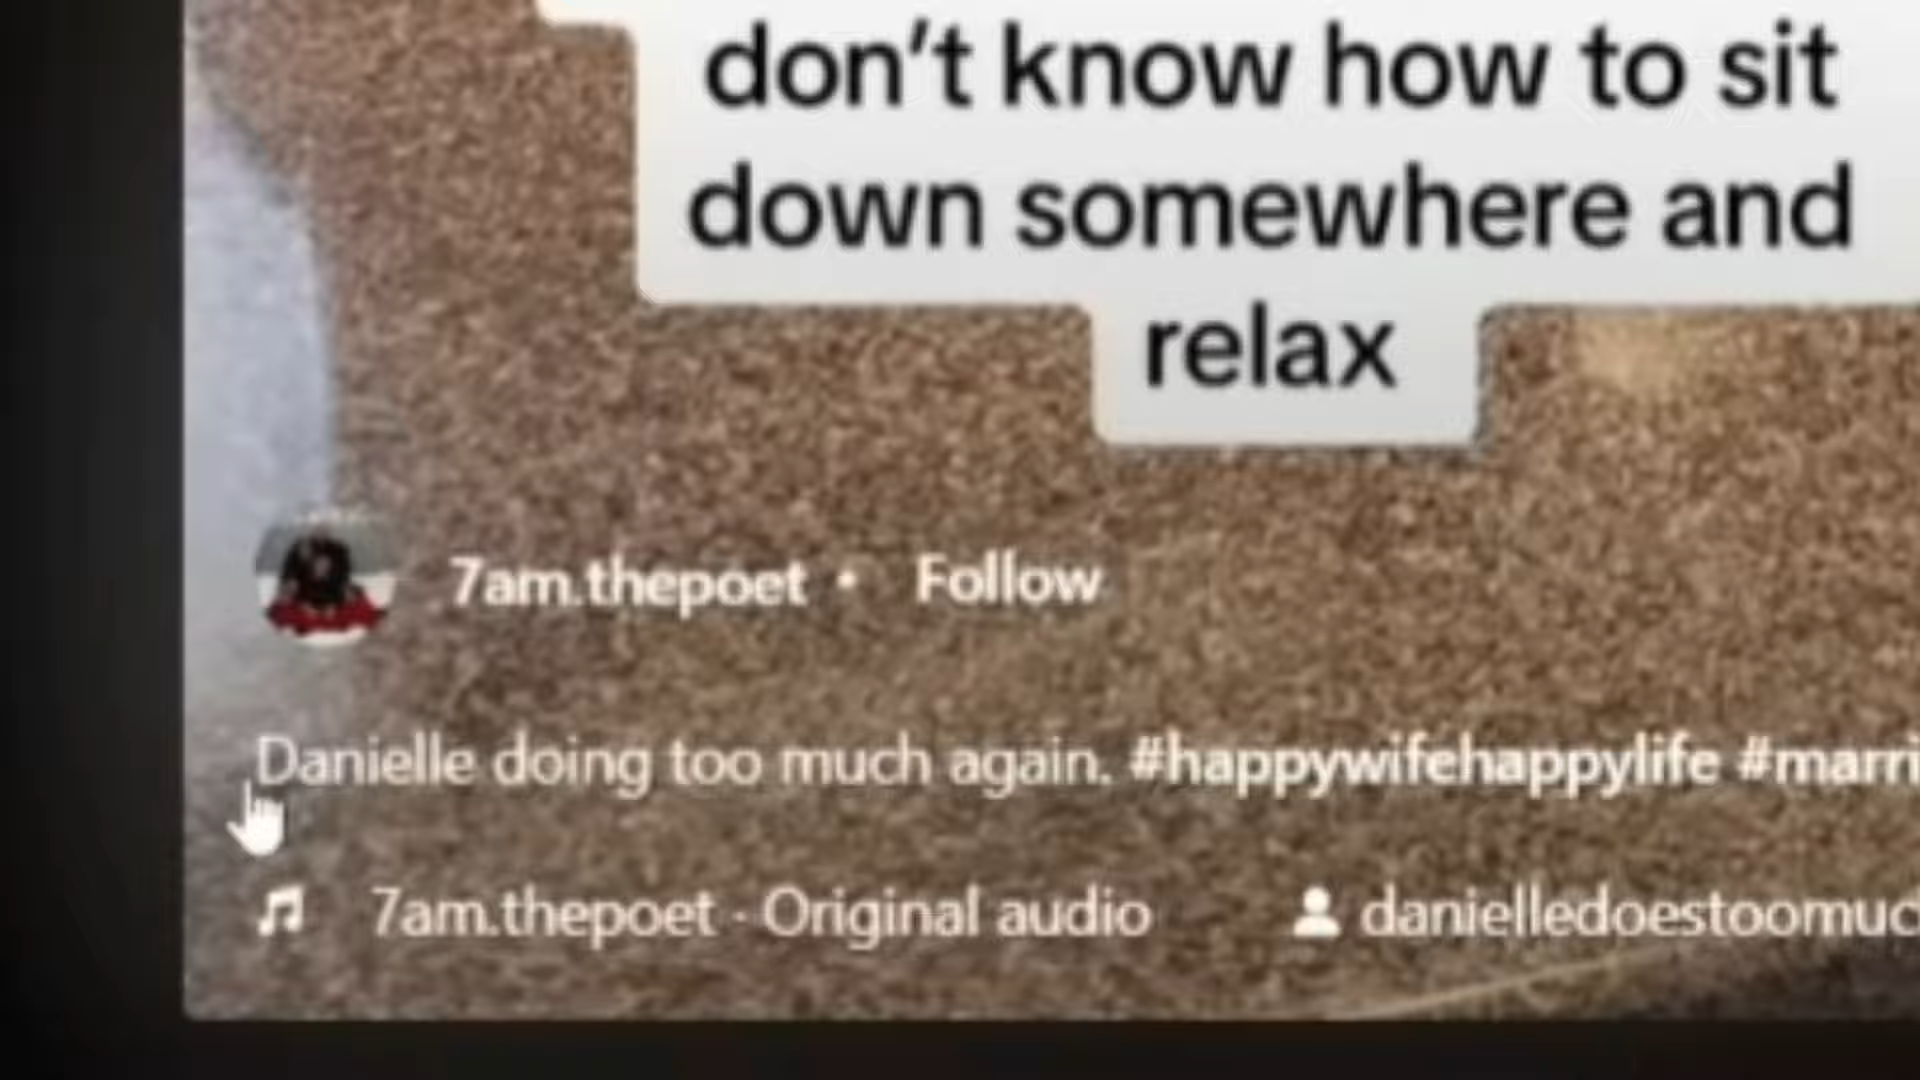 don't know how to sit
down somewhere and
relax
7am.thepoet • Follow
Danielle doing too much again. #happywifehappylife #marri
7am.thepoet · Original audio danielledoestoomuc